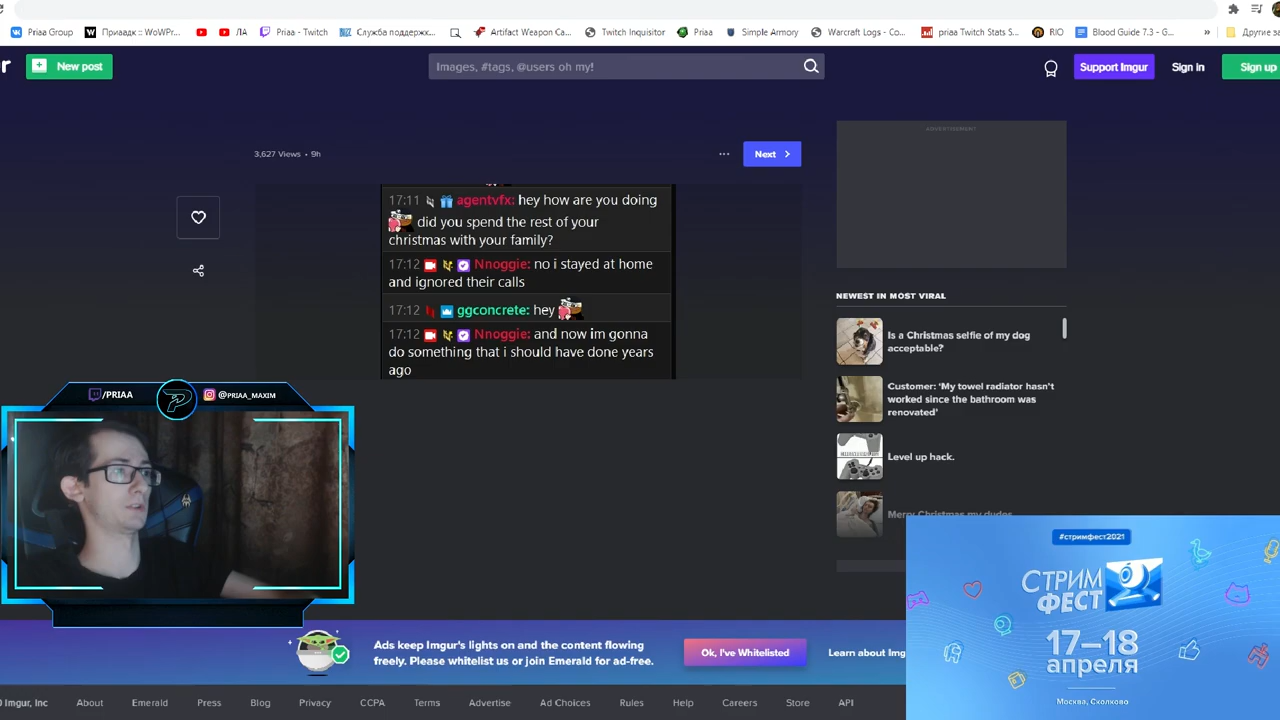 Priaa Group
Приаадк :: WoWPr...
ЛА
Priaa - Twitch
Служба поддержк...
Artifact Weapon Ca...
Twitch Inquisitor
Priaa
Simple Armory
Warcraft Logs - Co...
priaa Twitch Stats S...
RIO
Blood Guide 7.3 - G...
»
Другие за
r
New post
Images, #tags, @users oh my!
Support Imgur
Sign in
Sign up
3,627 Views • 9h
Next
ADVERTISEMENT
17:11 agentvfx: hey how are you doing
did you spend the rest of your
christmas with your family?
17:12 Nnoggie: no i stayed at home
and ignored their calls
17:12 ggconcrete: hey
17:12 Nnoggie: and now im gonna
do something that i should have done years
ago
NEWEST IN MOST VIRAL
Is a Christmas selfie of my dog
acceptable?
Customer: 'My towel radiator hasn't
worked since the bathroom was
renovated'
Level up hack.
Merry Christmas my dudes
/PRIAA
@PRIAA_MAXIM
#стримфест2021
СТРИМ
ФЕСТ
17–18
апреля
Москва, Сколково
Ads keep Imgur's lights on and the content flowing
freely. Please whitelist us or join Emerald for ad-free.
Ok, I've Whitelisted
Learn about Imgu
0 Imgur, Inc
About
Emerald
Press
Blog
Privacy
CCPA
Terms
Advertise
Ad Choices
Rules
Help
Careers
Store
API